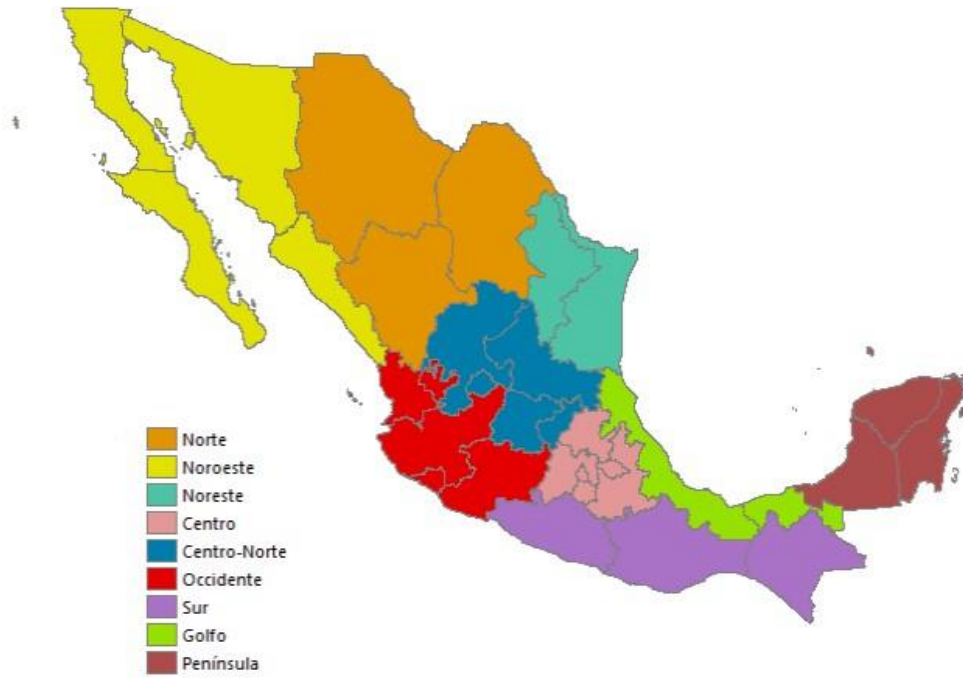 Norte
Noroeste
Noreste
Centro
Centro-Norte
Occidente
Sur
Golfo
Península